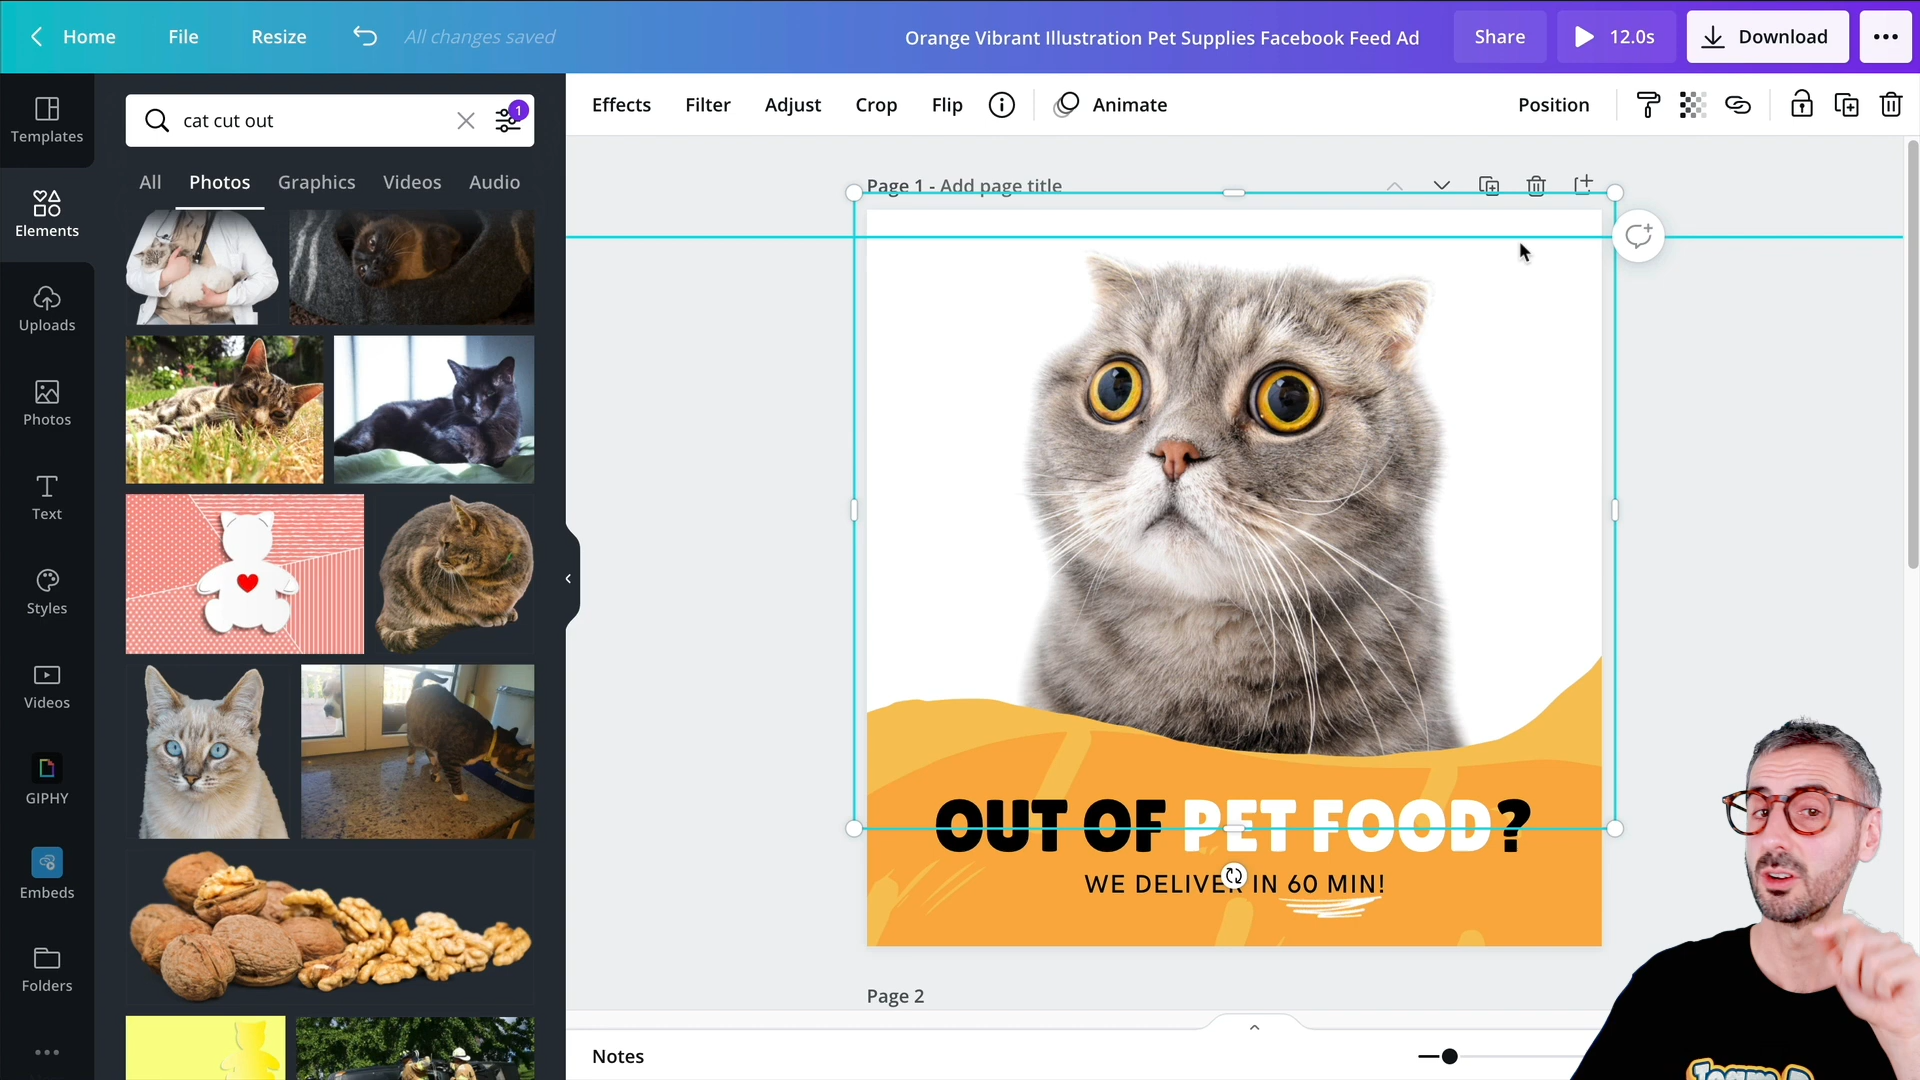 Home
File
Resize
All changes saved
Orange Vibrant Illustration Pet Supplies Facebook Feed Ad
Share
12.0s
Download
Templates
Elements
Uploads
Photos
Text
Styles
Videos
GIPHY
Embeds
Folders
cat cut out
1
All
Photos
Graphics
Videos
Audio
Effects
Filter
Adjust
Crop
Flip
Animate
Position
Page 1 - Add page title
OUT OF PET FOOD?
WE DELIVER IN 60 MIN!
Page 2
Notes